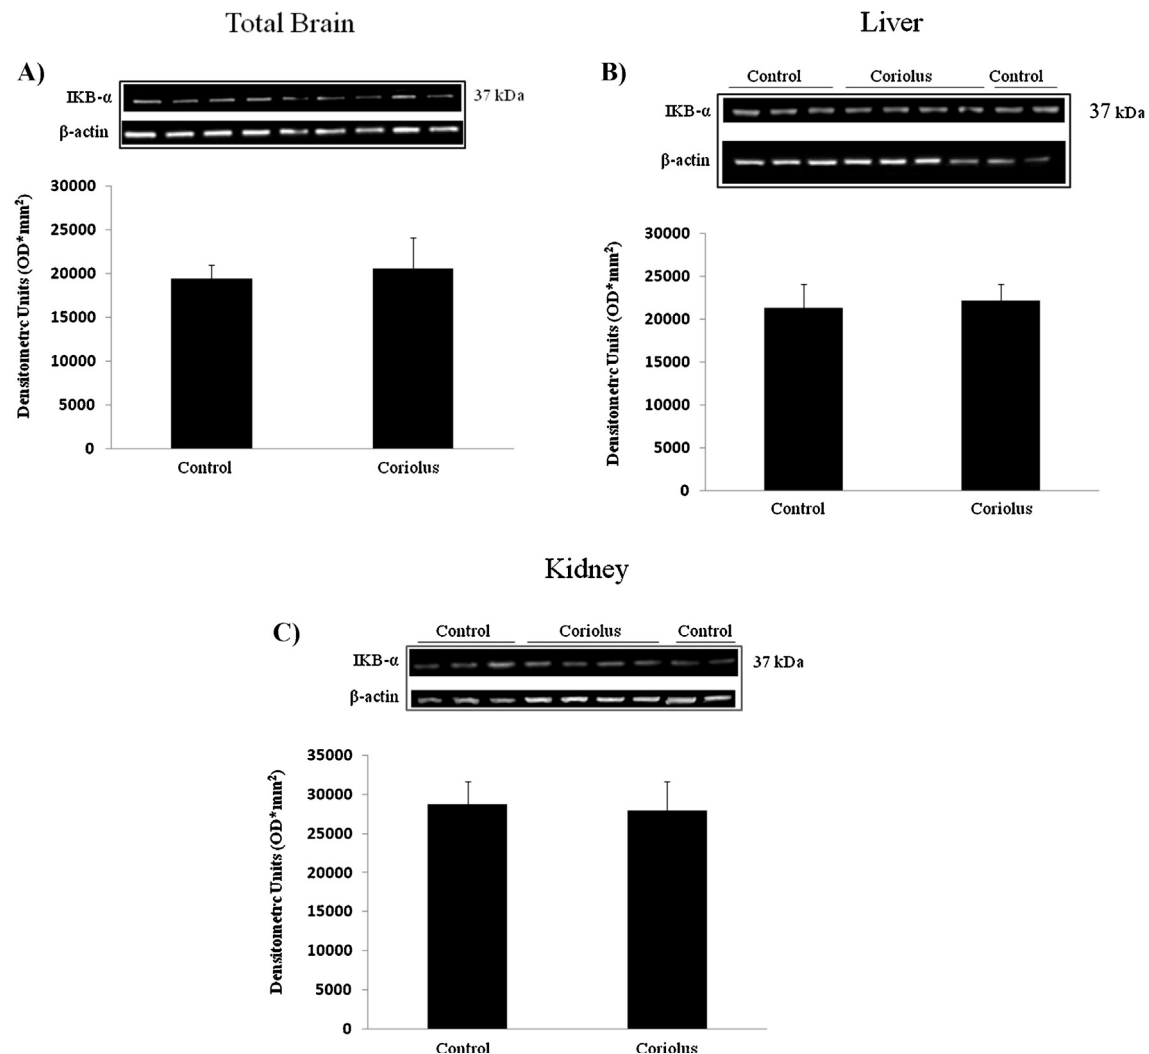 Total Brain
A)
IKB-α
37 kDa
β-actin
Densitometrc Units (OD*mm²)
30000
25000
20000
15000
10000
5000
0
Control
Coriolus
Liver
B)
Control
Coriolus
Control
IKB-α
37 kDa
β-actin
Densitometrc Units (OD*mm²)
30000
25000
20000
15000
10000
5000
0
Control
Coriolus
Kidney
C)
Control
Coriolus
Control
IKB-α
37 kDa
β-actin
Densitometrc Units (OD*mm²)
35000
30000
25000
20000
15000
10000
5000
0
Control
Coriolus